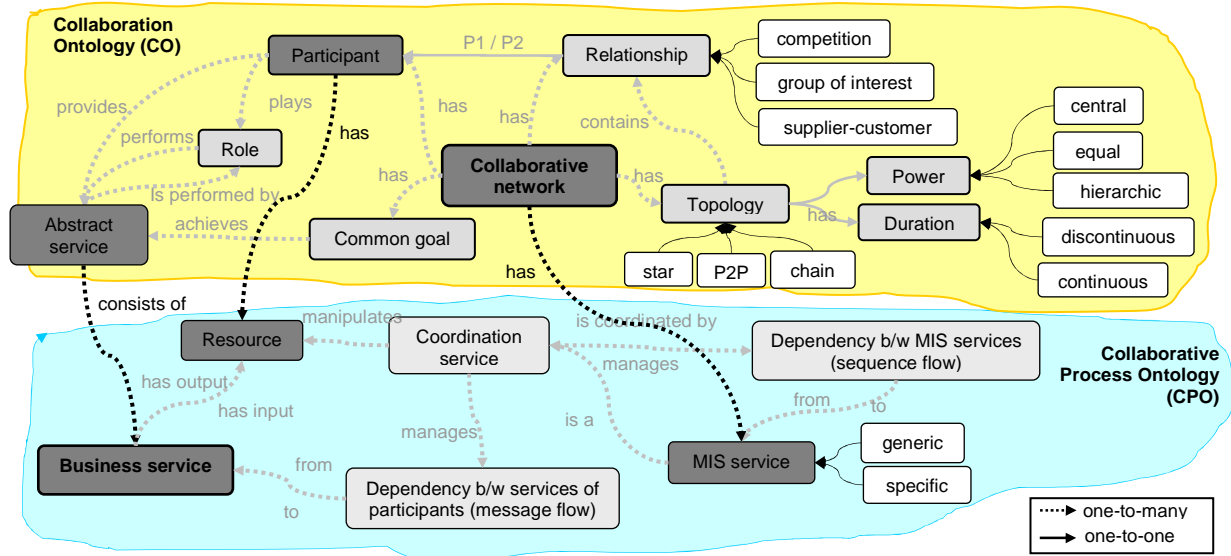 Collaboration
Ontology (CO)
Participant
P1 / P2
Relationship
competition
group of interest
supplier-customer
provides
plays
has
has
has
contains
central
equal
hierarchic
performs
Role
Is performed by
has
Collaborative
network
has
Power
Topology
has
Duration
discontinuous
continuous
Abstract
service
achieves
Common goal
has
star
P2P
chain
consists of
Resource
manipulates
Coordination
service
is coordinated by
manages
Dependency b/w MIS services
(sequence flow)
Collaborative
Process Ontology
(CPO)
has output
has input
from
to
is a
manages
Business service
from
to
Dependency b/w services of
participants (message flow)
MIS service
generic
specific
one-to-many
one-to-one